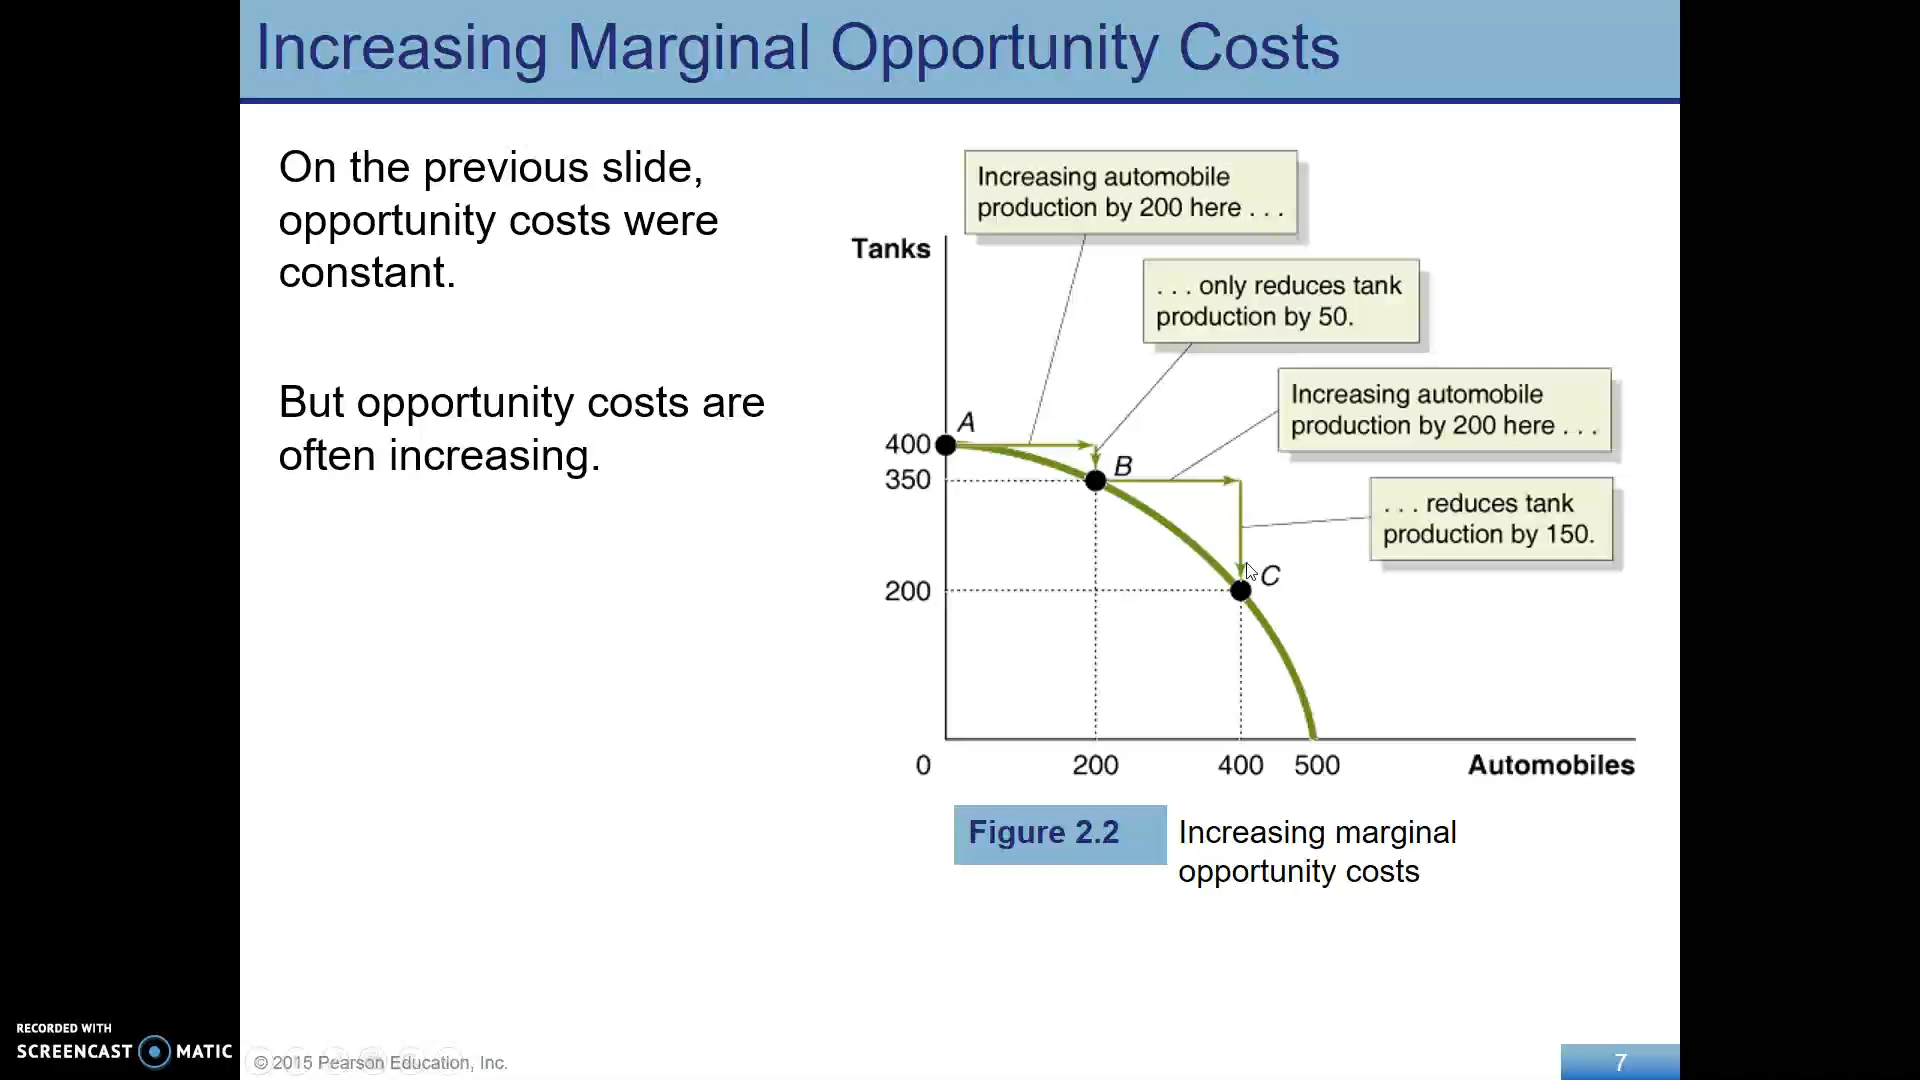 Increasing Marginal Opportunity Costs
On the previous slide,
opportunity costs were
constant.
But opportunity costs are
often increasing.
Increasing automobile
production by 200 here . . .
Tanks
. . . only reduces tank
production by 50.
Increasing automobile
production by 200 here . . .
A
400
B
350
. . . reduces tank
production by 150.
C
200
0
200
400
500
Automobiles
Figure 2.2
Increasing marginal
opportunity costs
RECORDED WITH
SCREENCAST MATIC
© 2015 Pearson Education, Inc.
7